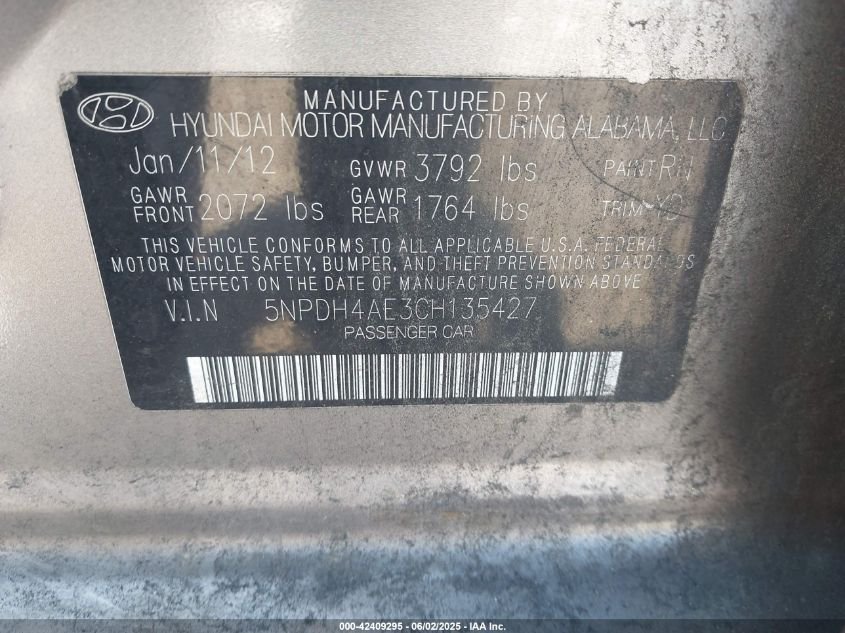 MANUFACTURED BY
HYUNDAI MOTOR MANUFACTURING ALABAMA, LLC
Jan/11/12 GVWR 3792 lbs PAINT RN
GAWR FRONT 2072 lbs GAWR REAR 1764 lbs TRIM
THIS VEHICLE CONFORMS TO ALL APPLICABLE U.S.A. FEDERAL
MOTOR VEHICLE SAFETY, BUMPER, AND THEFT PREVENTION STANDARDS
IN EFFECT ON THE DATE OF MANUFACTURE SHOWN ABOVE
V.I.N 5NPDH4AE3CH135427
PASSENGER CAR
000-42409295 - 06/02/2025 - IAA Inc.